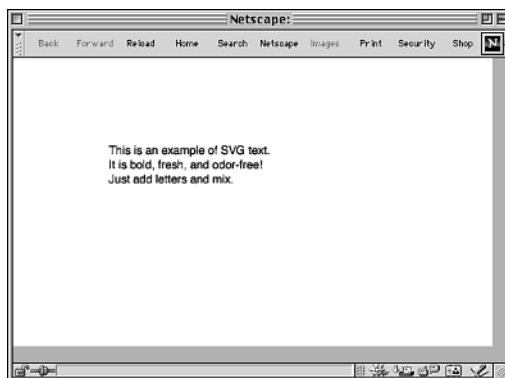 Netscape:
Back Forward Reload Home Search Netscape Images Print Security Shop N
This is an example of SVG text.
It is bold, fresh, and odor-free!
Just add letters and mix.